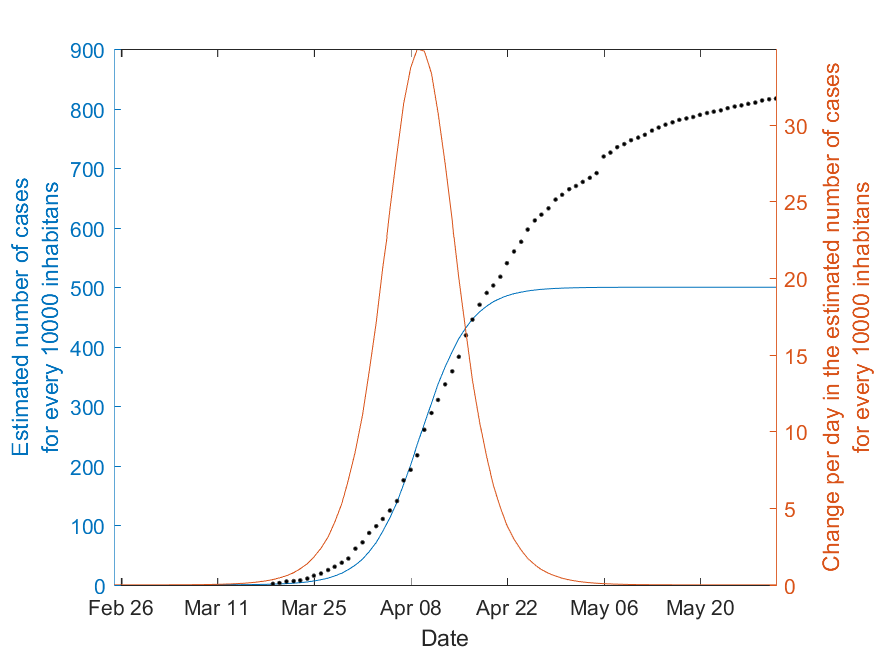 Estimated number of cases
for every 10000 inhabitans
900
800
700
600
500
400
300
200
100
0
30
25
20
15
10
5
0
Change per day in the estimated number of cases
for every 10000 inhabitans
Feb 26 Mar 11 Mar 25 Apr 08 Apr 22 May 06 May 20
Date